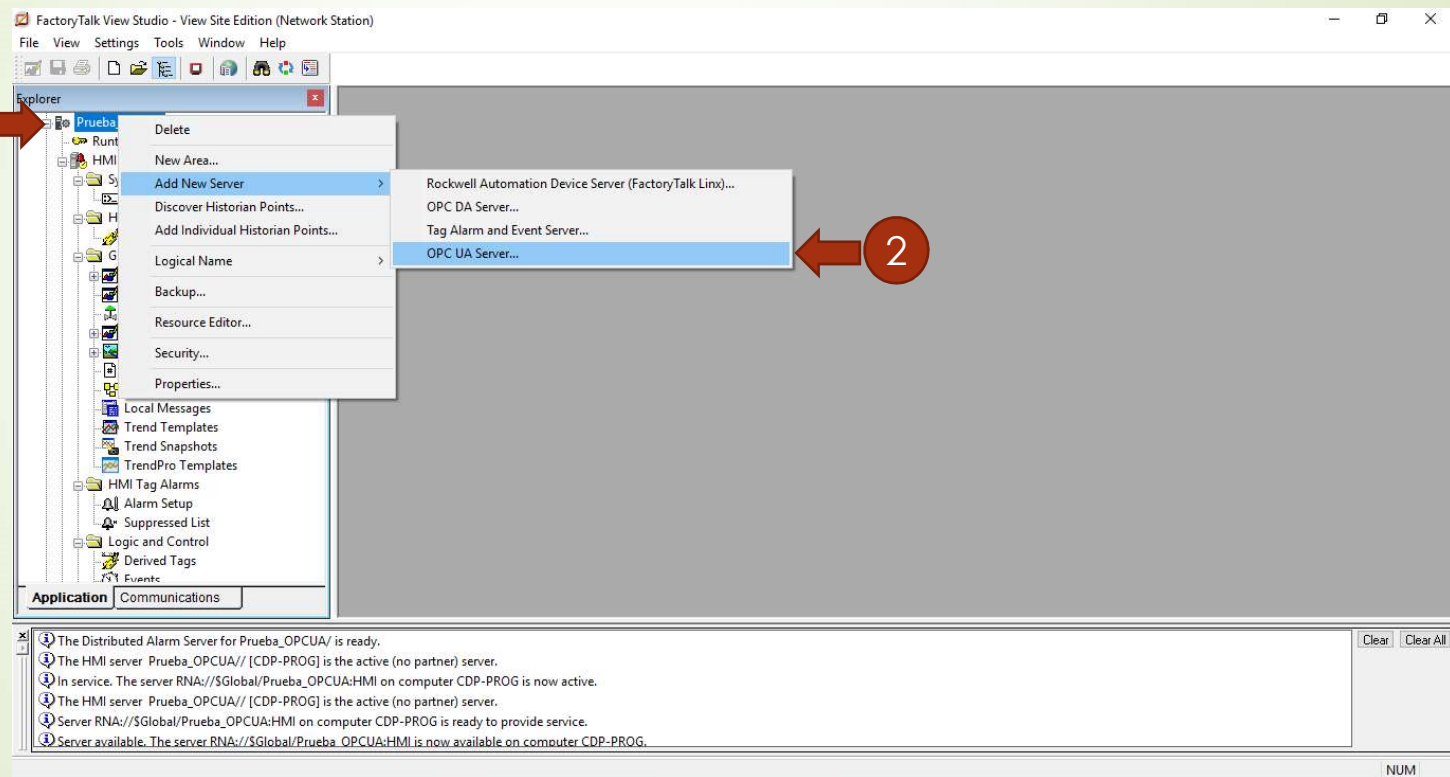 FactoryTalk View Studio - View Site Edition (Network Station)
File View Settings Tools Window Help
Explorer
Prueba_
Runt
HMI
Delete
New Area...
Add New Server
Discover Historian Points...
Add Individual Historian Points...
Logical Name
Backup...
Resource Editor...
Security...
Properties...
Rockwell Automation Device Server (FactoryTalk Linx)...
OPC DA Server...
Tag Alarm and Event Server...
OPC UA Server...
2
Sy
H
G
Local Messages
Trend Templates
Trend Snapshots
TrendPro Templates
HMI Tag Alarms
Alarm Setup
Suppressed List
Logic and Control
Derived Tags
Events
Application Communications
The Distributed Alarm Server for Prueba_OPCUA/ is ready.
The HMI server Prueba_OPCUA// [CDP-PROG] is the active (no partner) server.
In service. The server RNA://$Global/Prueba_OPCUA:HMI on computer CDP-PROG is now active.
The HMI server Prueba_OPCUA// [CDP-PROG] is the active (no partner) server.
Server RNA://$Global/Prueba_OPCUA:HMI on computer CDP-PROG is ready to provide service.
Server available. The server RNA://$Global/Prueba_OPCUA:HMI is now available on computer CDP-PROG.
Clear Clear All
NUM